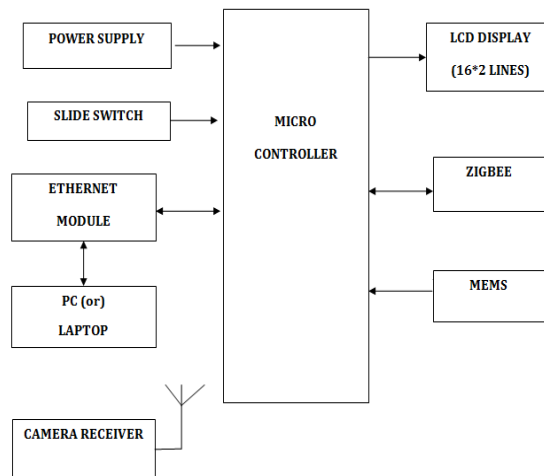 POWER SUPPLY
SLIDE SWITCH
ETHERNET
MODULE
PC (or)
LAPTOP
CAMERA RECEIVER
MICRO
CONTROLLER
LCD DISPLAY
(16*2 LINES)
ZIGBEE
MEMS